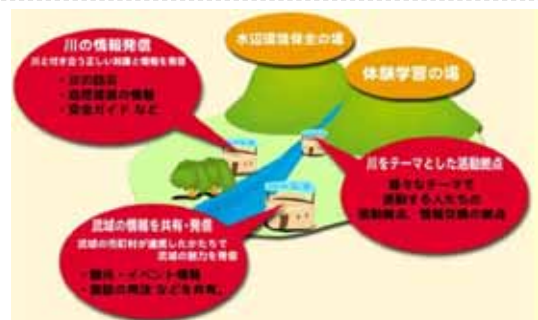 川の情報発信
川と付き合う正しい知識と情報を発信
・川の防災
・自然環境の情報
・安全ガイド など
水辺環境保全の場
体験学習の場
川をテーマとした活動拠点
様々なテーマで
活動する人たちの
活動拠点、情報交換の拠点
流域の情報を共有・発信
流域の市町村が連携したかたちで
流域の魅力を発信
・観光・イベント情報
・施設の などを共有。